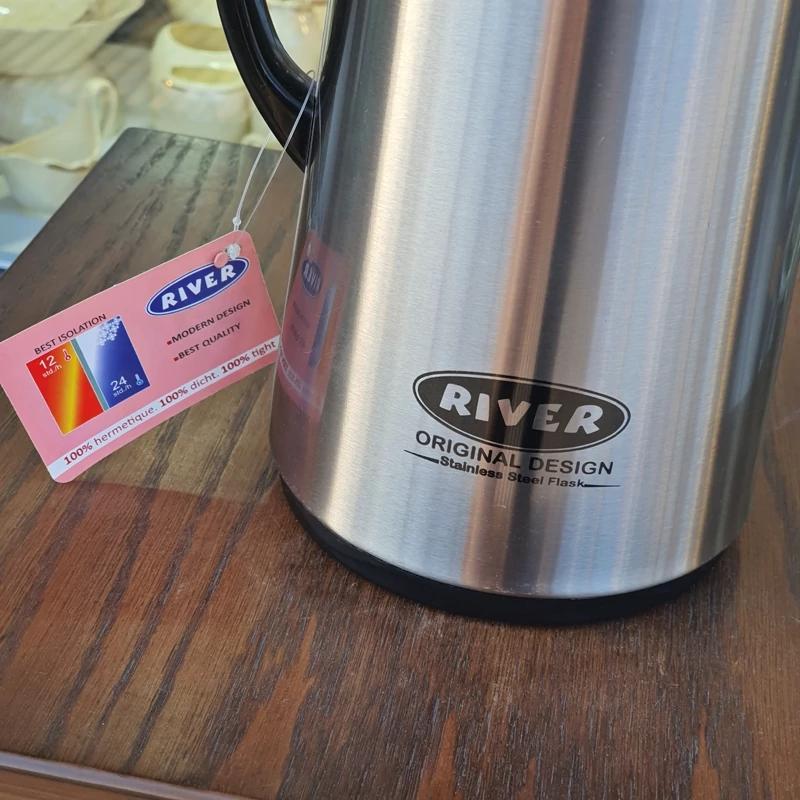 RIVER
BEST ISOLATION
MODERN DESIGN
BEST QUALITY
12
std./h
24
std./h
100% hermetique. 100% dicht. 100% tight
RIVER
ORIGINAL DESIGN
Stainless Steel Flask